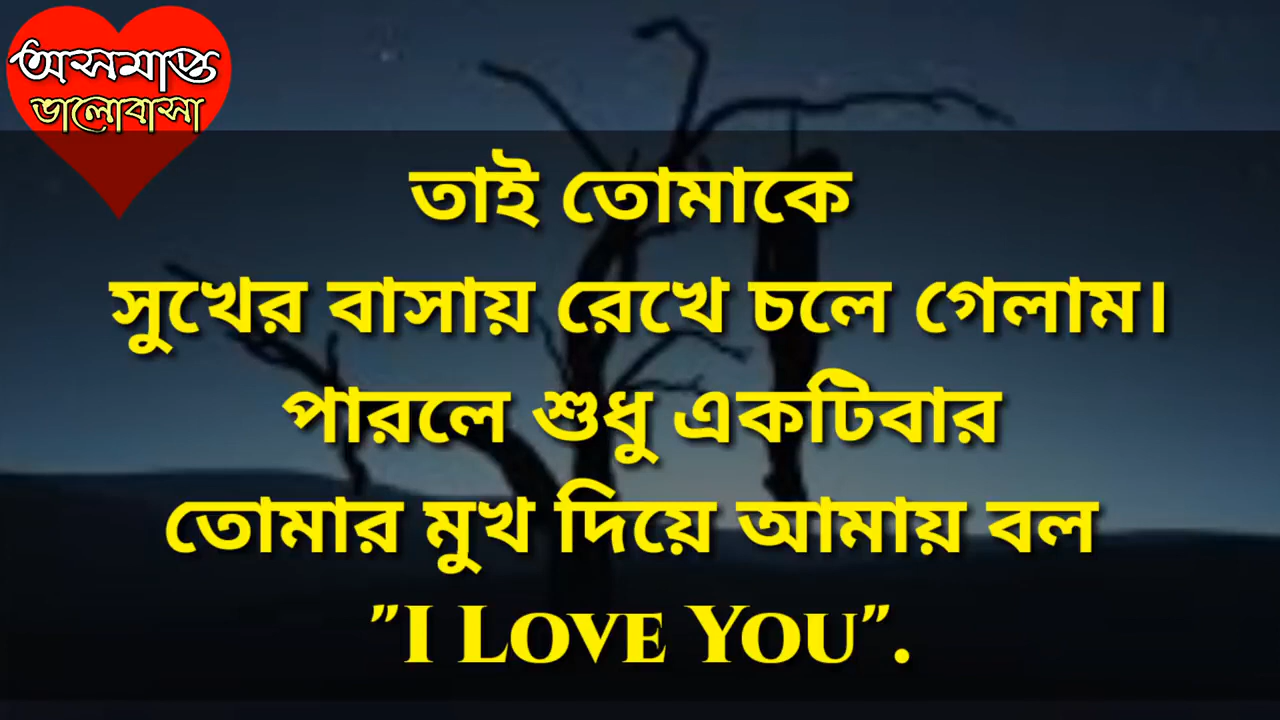 অসমাপ্ত
ভালোবাসা
তাই তোমাকে
সুখের বাসায় রেখে চলে গেলাম।
পারলে শুধু একটিবার
তোমার মুখ দিয়ে আমায় বল
"I LOVE YOU".